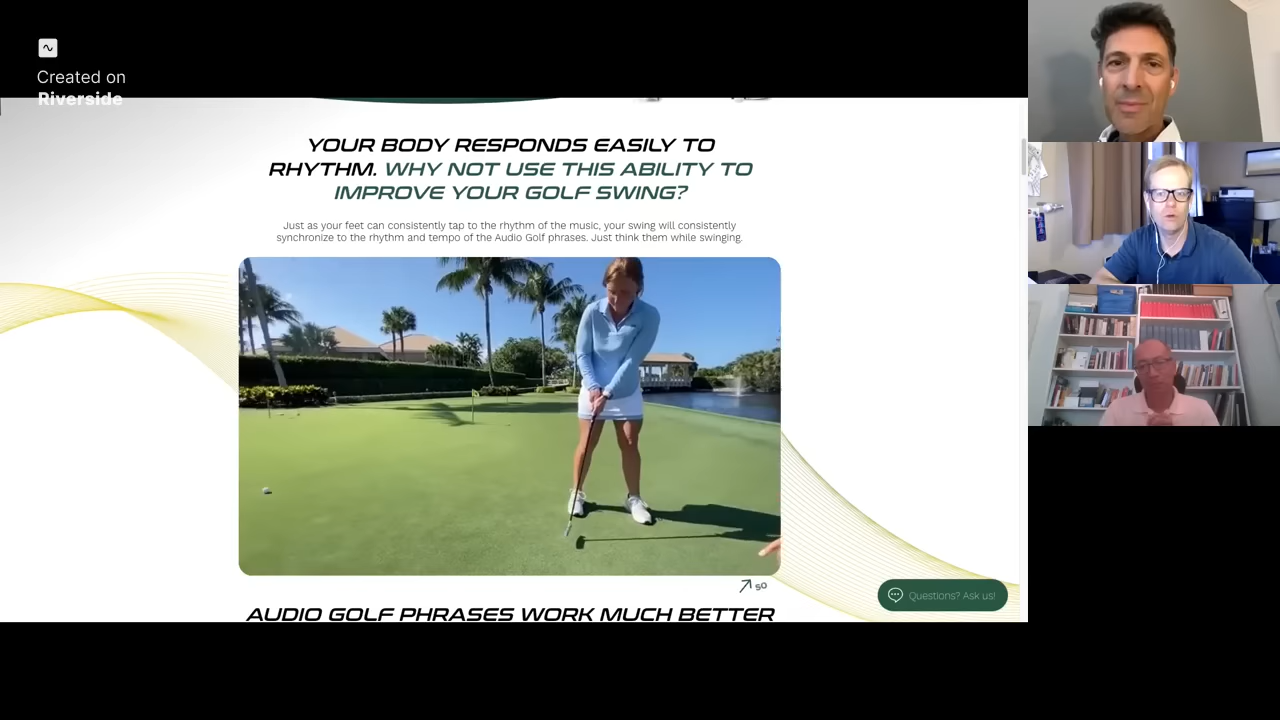 Created on
Riverside
YOUR BODY RESPONDS EASILY TO
RHYTHM. WHY NOT USE THIS ABILITY TO
IMPROVE YOUR GOLF SWING?
Just as your feet can consistently tap to the rhythm of the music, your swing will consistently
synchronize to the rhythm and tempo of the Audio Golf phrases. Just think them while swinging.
so
Questions? Ask us!
AUDIO GOLF PHRASES WORK MUCH BETTER